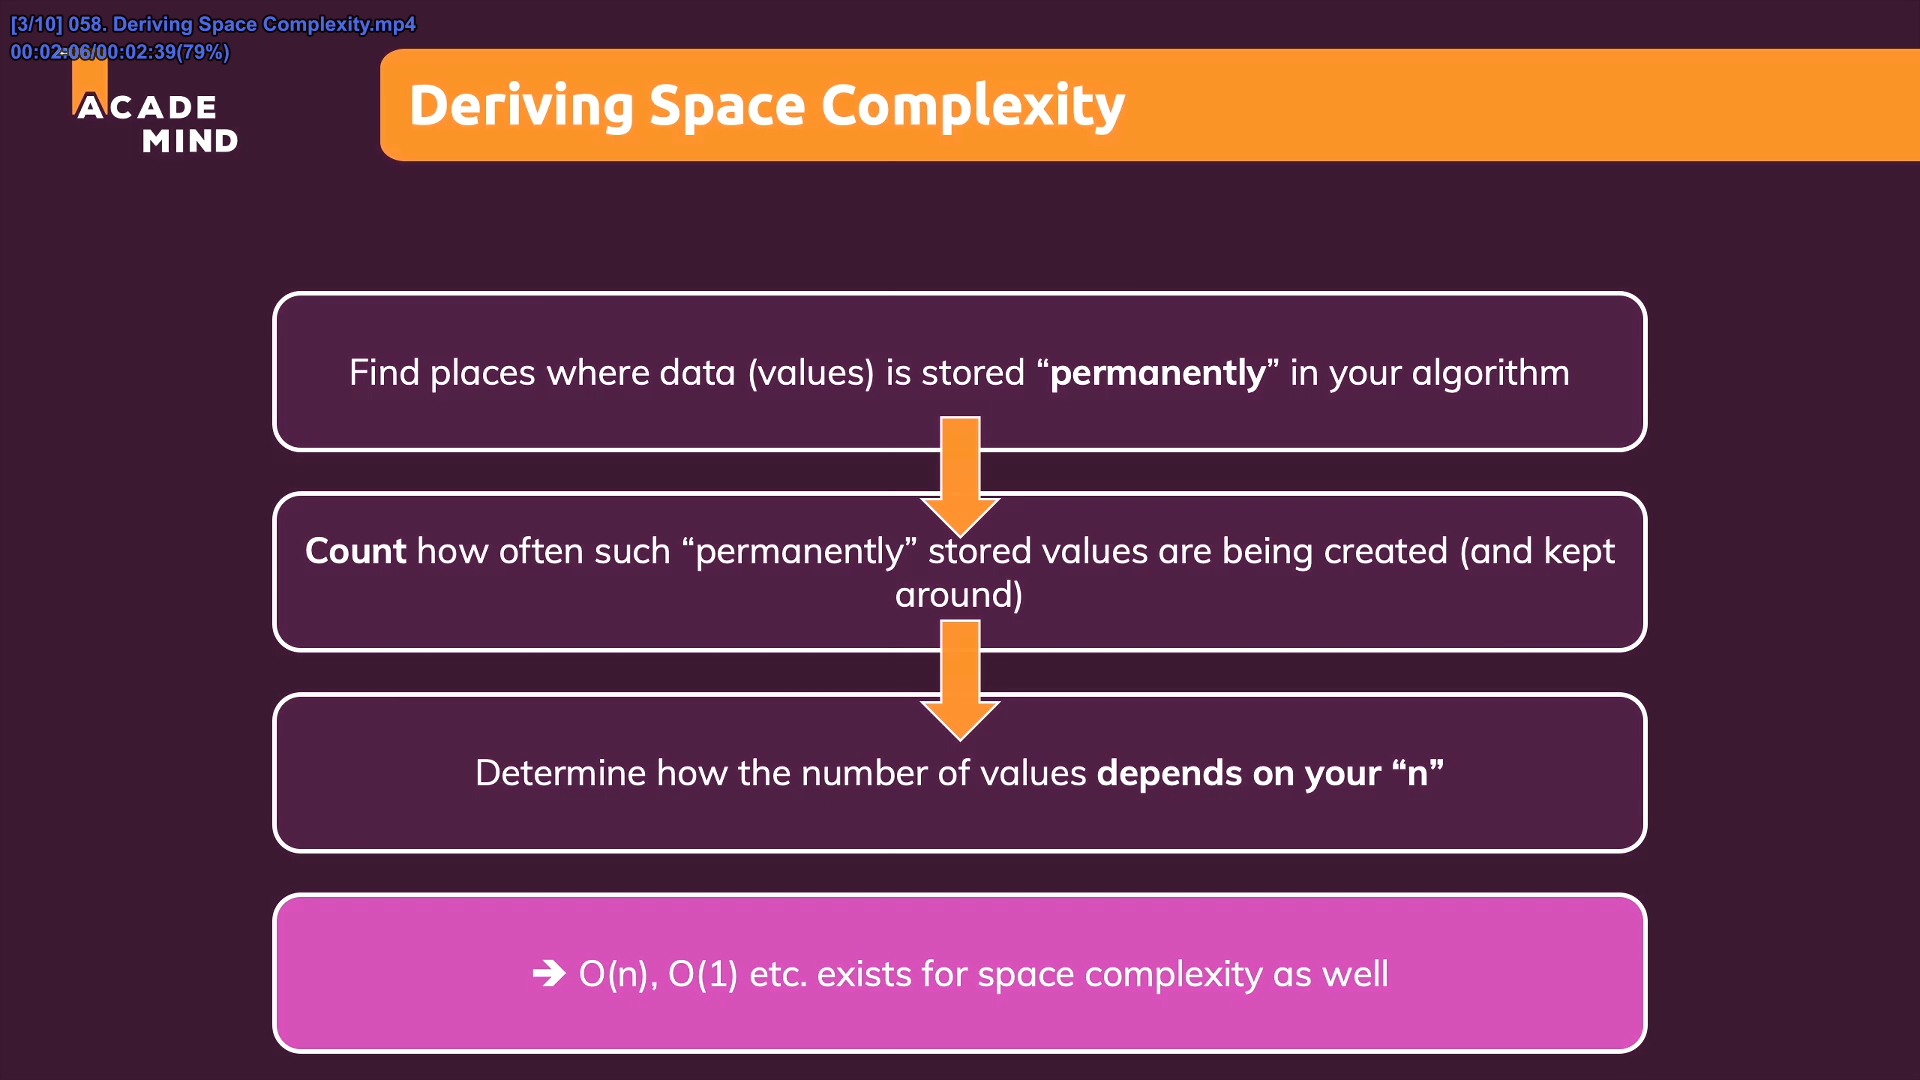 [3/10] 058. Deriving Space Complexity.mp4
00:02:06/00:02:39(79%)
ACADE
MIND
Deriving Space Complexity
Find places where data (values) is stored “permanently” in your algorithm
Count how often such “permanently” stored values are being created (and kept
around)
Determine how the number of values depends on your “n”
➔ O(n), O(1) etc. exists for space complexity as well